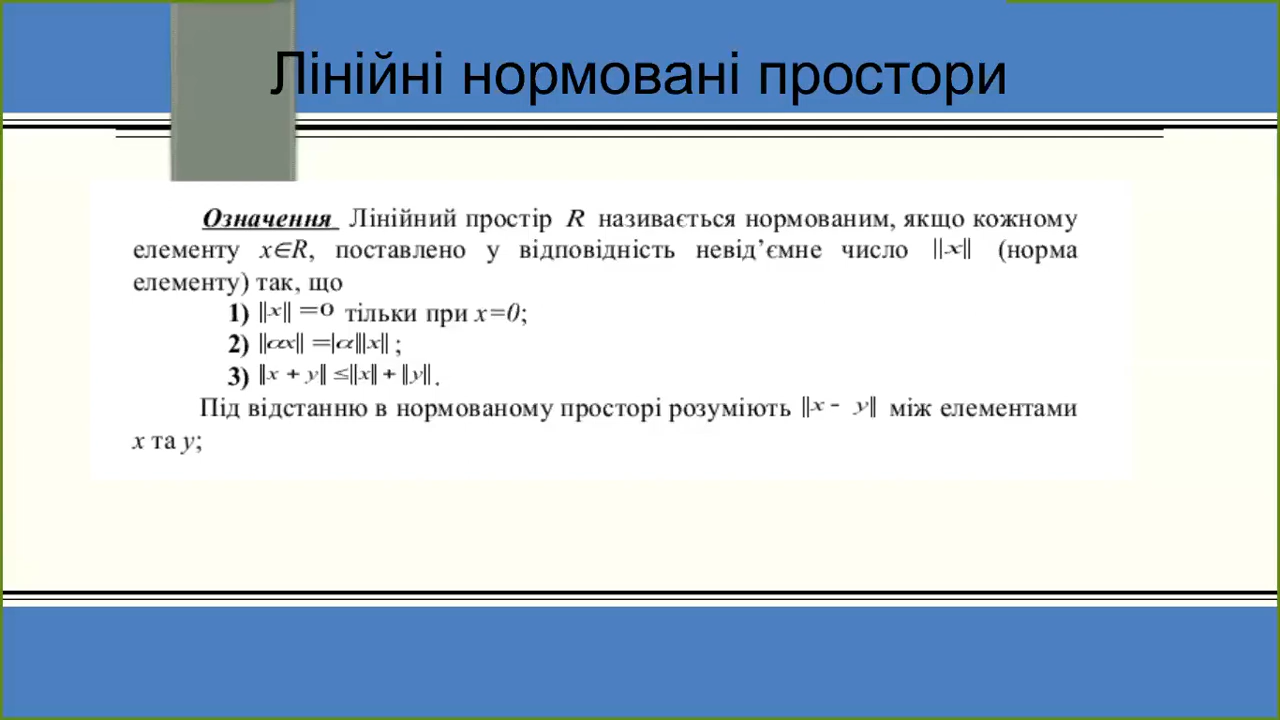 Лінійні нормовані простори
Означення Лінійний простір R називається нормованим, якщо кожному
елементу x∈R, поставлено у відповідність невід’ємне число ||x|| (норма
елементу) так, що
1) ||x|| =0 тільки при x=0;
2) ||αx|| =|α|||x|| ;
3) ||x + y|| ≤||x|| + ||y||.
Під відстанню в нормованому просторі розуміють ||x - y|| між елементами
x та y;